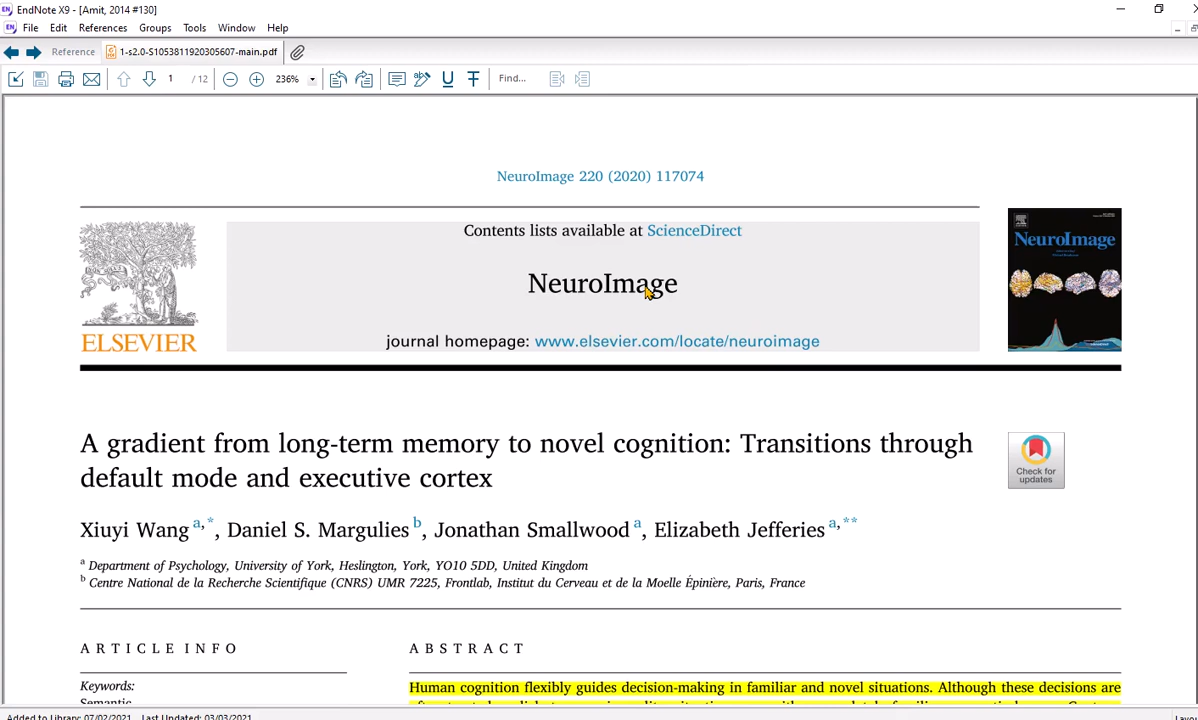 EndNote X9 - [Amit, 2014 #130]
File Edit References Groups Tools Window Help
Reference 1-s2.0-S1053811920305607-main.pdf
1 / 12 236% Find...
NeuroImage 220 (2020) 117074
Contents lists available at ScienceDirect
NeuroImage
journal homepage: www.elsevier.com/locate/neuroimage
ELSEVIER
NeuroImage
A gradient from long-term memory to novel cognition: Transitions through
default mode and executive cortex
Check for
updates
Xiuyi Wang a,*, Daniel S. Margulies b, Jonathan Smallwood a, Elizabeth Jefferies a,**
a Department of Psychology, University of York, Heslington, York, YO10 5DD, United Kingdom
b Centre National de la Recherche Scientifique (CNRS) UMR 7225, Frontlab, Institut du Cerveau et de la Moelle Épinière, Paris, France
ARTICLE INFO
ABSTRACT
Keywords:
Semantic
Human cognition flexibly guides decision-making in familiar and novel situations. Although these decisions are
Added to Library: 07/02/2021 Last Updated: 03/03/2021